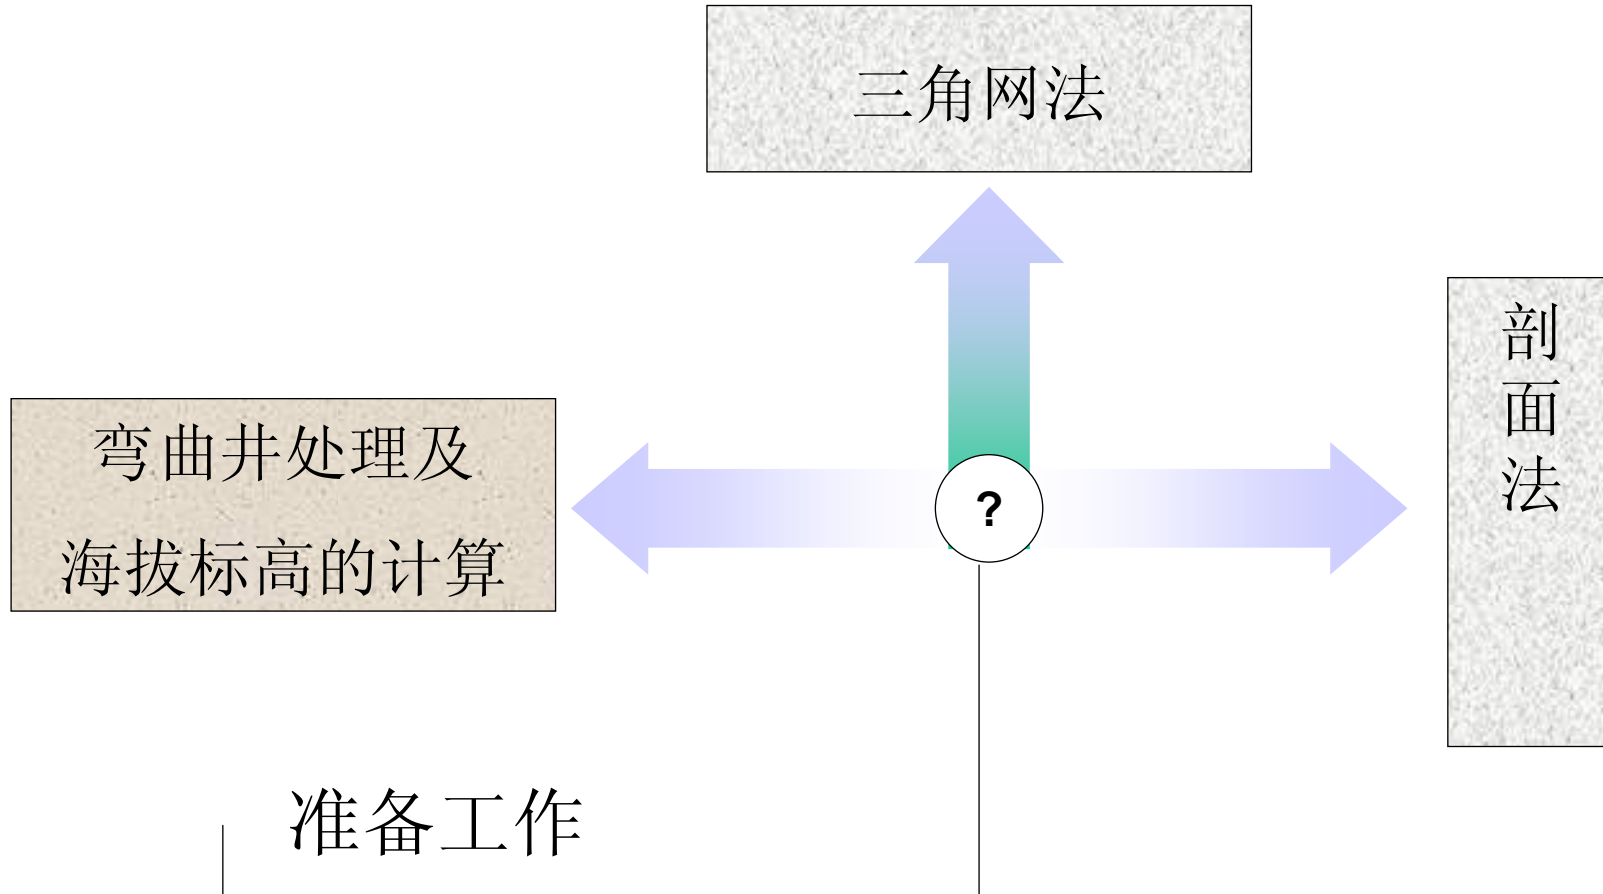 三角网法
剖面法
弯曲井处理及
海拔标高的计算
?
准备工作